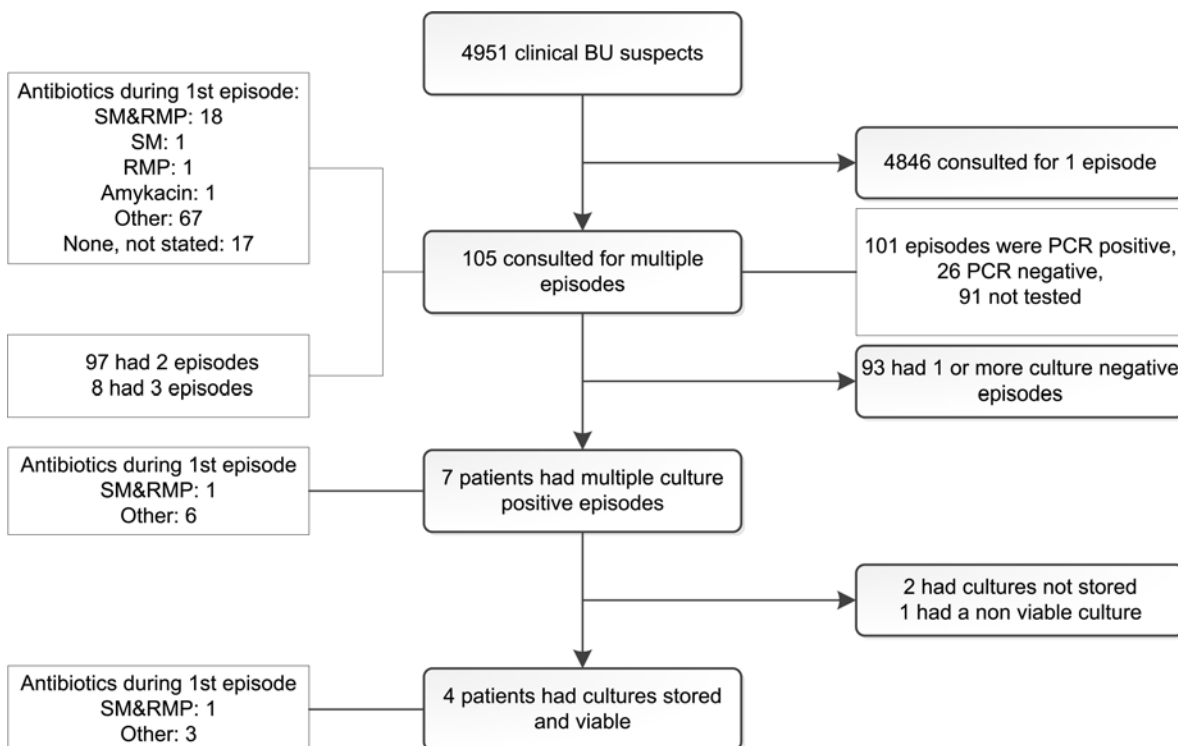 4951 clinical BU suspects
Antibiotics during 1st episode:
SM&RMP: 18
SM: 1
RMP: 1
Amykacin: 1
Other: 67
None, not stated: 17
4846 consulted for 1 episode
105 consulted for multiple
episodes
101 episodes were PCR positive,
26 PCR negative,
91 not tested
97 had 2 episodes
8 had 3 episodes
93 had 1 or more culture negative
episodes
Antibiotics during 1st episode
SM&RMP: 1
Other: 6
7 patients had multiple culture
positive episodes
2 had cultures not stored
1 had a non viable culture
Antibiotics during 1st episode
SM&RMP: 1
Other: 3
4 patients had cultures stored
and viable